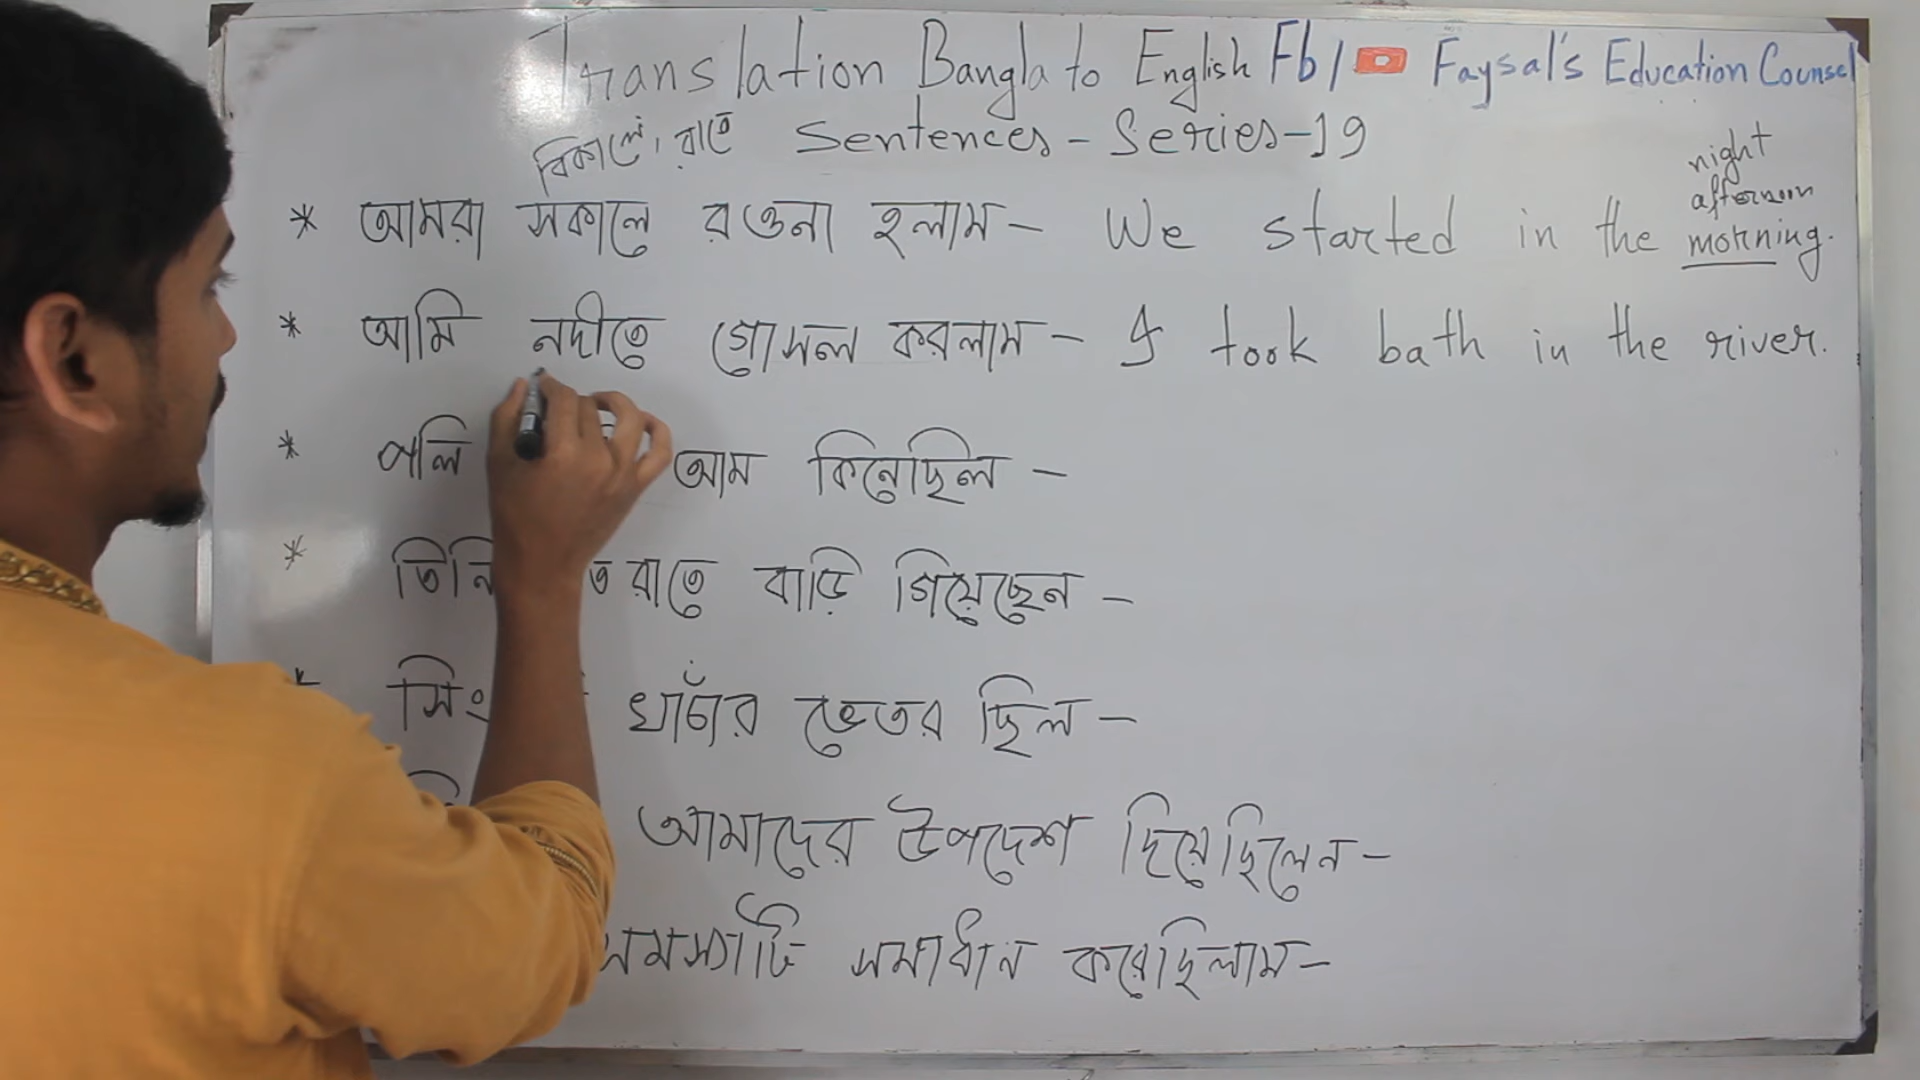 Translation Bangla to English Fb / Faysal's Education Counsel
Sentences - Series-19
বিকালে, রাতে
night
afternoon
* আমরা সকালে রওনা হলাম - We started in the morning.
* আমি নদীতে গোসল করলাম - I took bath in the river.
* পলি আম কিনেছিল -
* তিনি রাতে বাড়ি গিয়েছেন -
* খাঁচার ভেতর ছিল -
আমাদের উপদেশ দিয়েছিলেন -
সমস্যাটি সমাধান করেছিলাম -